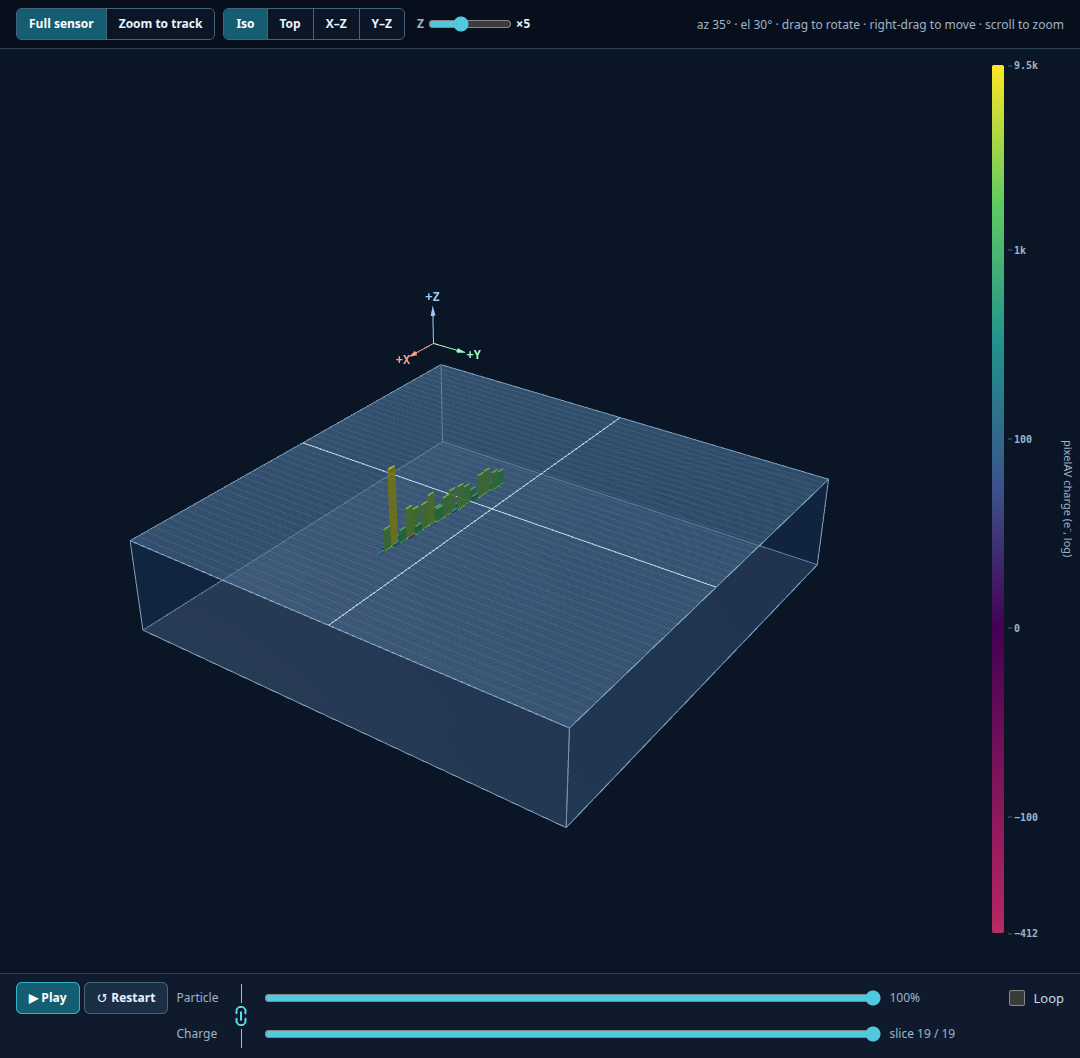 Full sensor Zoom to track Iso Top X–Z Y–Z Z ×5 az 35° · el 30° · drag to rotate · right-drag to move · scroll to zoom
9.5k
1k
+Z
+X
+Y
100
pixelAV charge (e⁻, log)
0
−100
−412
▶ Play ↺ Restart Particle 100% Loop
Charge slice 19 / 19